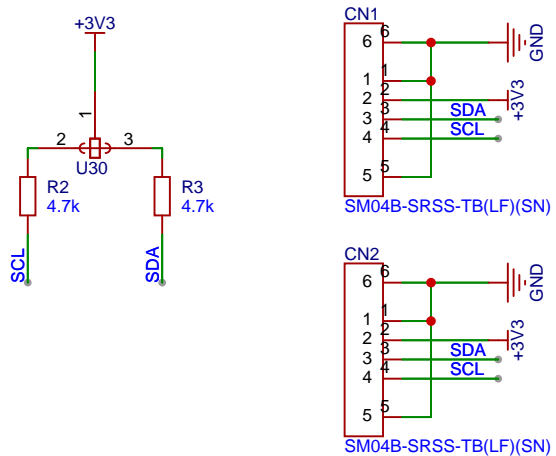 +3V3
1
2
3
U30
R2
4.7k
R3
4.7k
SCL
SDA
CN1
6
6
GND
1
1
2
2
+3V3
3
3
SDA
4
4
SCL
5
5
SM04B-SRSS-TB(LF)(SN)
CN2
6
6
GND
1
1
2
2
+3V3
3
3
SDA
4
4
SCL
5
5
SM04B-SRSS-TB(LF)(SN)